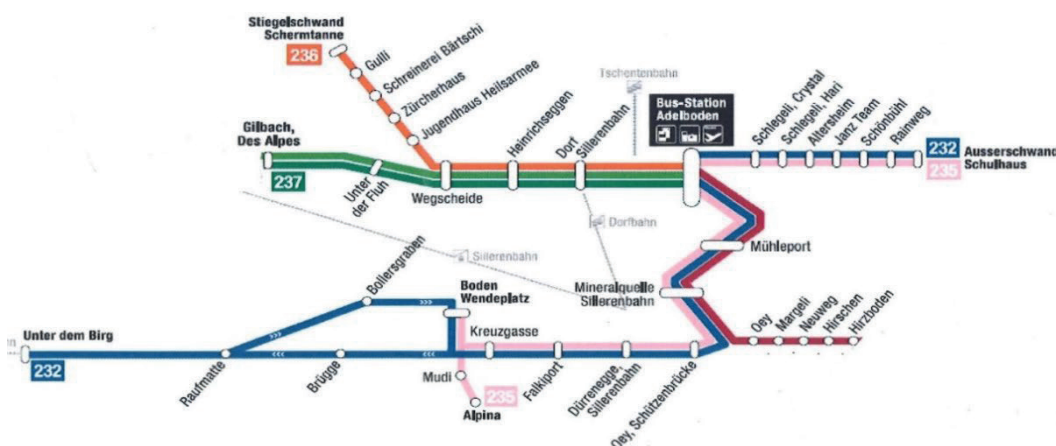 Stiegelschwand
Schermtanne
236
Gulli
Schreinerei Bärtschi
Zürcherhaus
Jugendhaus Heilsarmee
Gilbach,
Des Alpes
237
Unter
der Fluh
Wegscheide
Heinrichseggen
Dorf
Sillerenbahn
Tschentenbahn
Bus-Station
Adelboden
Schlegeli, Crystal
Schlegeli, Hari
Altersheim
Janz Team
Schönbühl
Rainweg
232
Ausserschwand
235
Schulhaus
Dorfbahn
Sillerenbahn
Mühleport
Mineralquelle
Sillerenbahn
Oey
Margeli
Neuweg
Hirschen
Hirzboden
Bollersgraben
Boden
Wendeplatz
Unter dem Birg
232
Raufmatte
Brügge
Kreuzgasse
Mudi
235
Alpina
Falkiport
Dürrenegge,
Sillerenbahn
Oey, Schützenbrücke